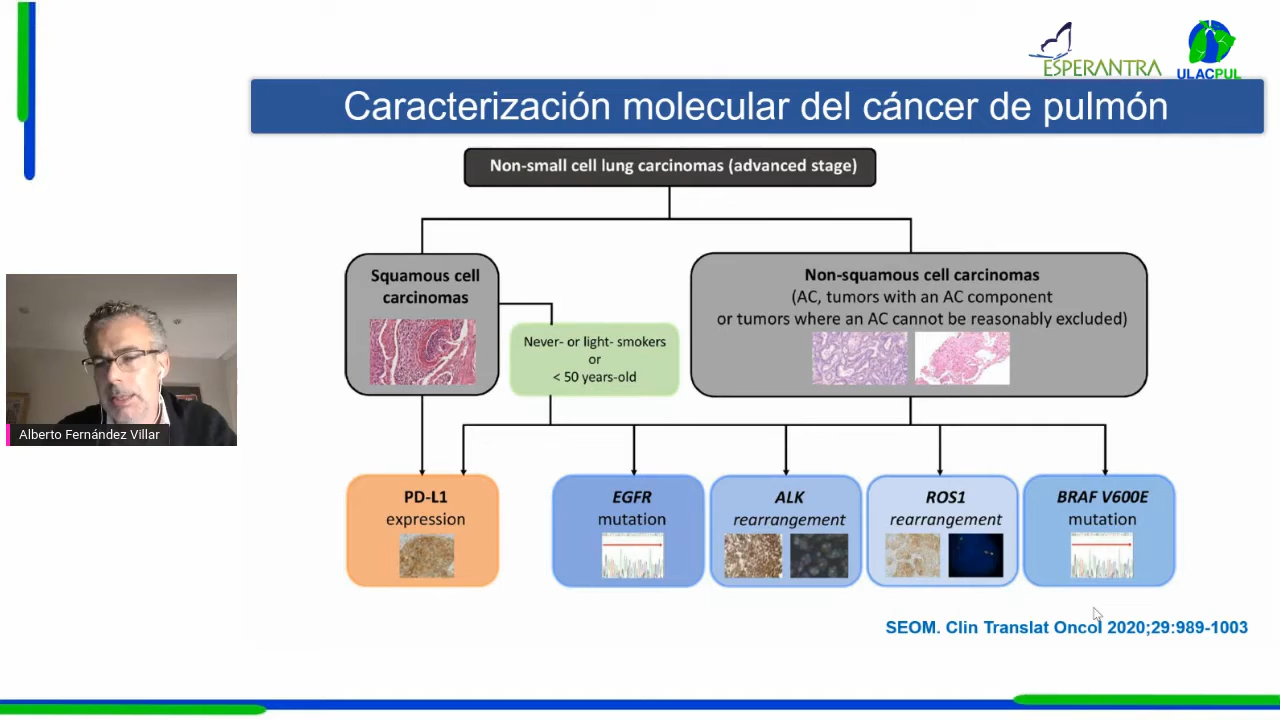 ESPERANTRA
ULACPUL
Caracterización molecular del cáncer de pulmón
Non-small cell lung carcinomas (advanced stage)
Squamous cell
carcinomas
Never- or light- smokers
or
< 50 years-old
Non-squamous cell carcinomas
(AC, tumors with an AC component
or tumors where an AC cannot be reasonably excluded)
Alberto Fernández Villar
PD-L1
expression
EGFR
mutation
ALK
rearrangement
ROS1
rearrangement
BRAF V600E
mutation
SEOM. Clin Translat Oncol 2020;29:989-1003